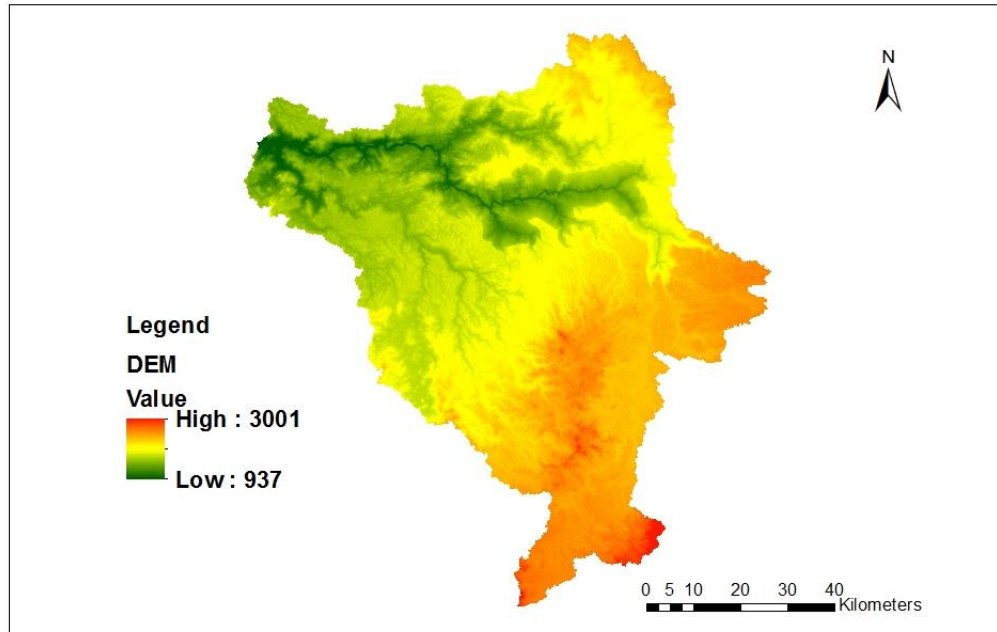 N
Legend
DEM
Value
High : 3001
Low : 937
0 5 10 20 30 40
Kilometers